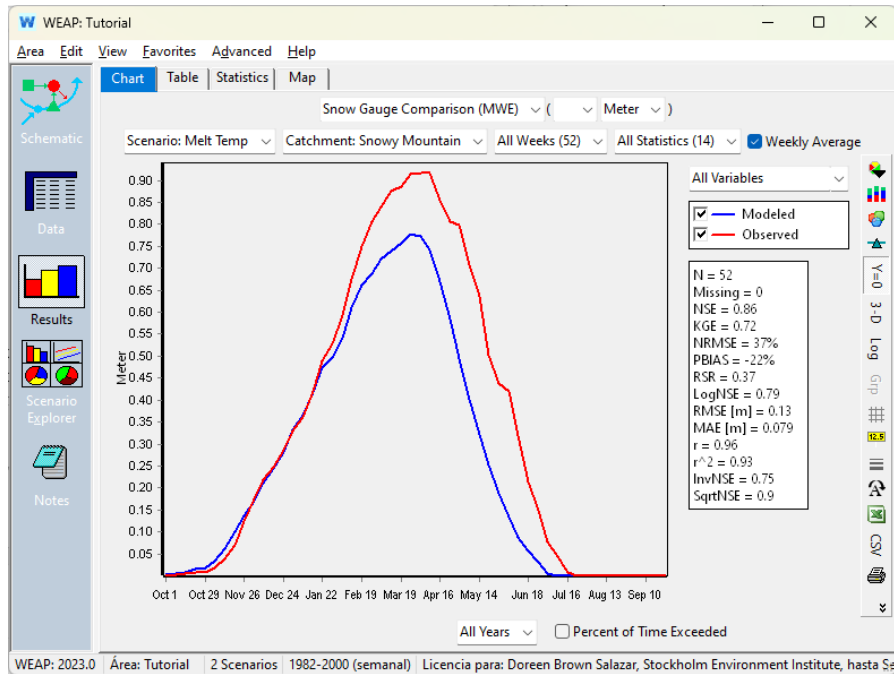 WEAP: Tutorial
Area Edit View Favorites Advanced Help
Chart Table Statistics Map
Snow Gauge Comparison (MWE) ( Meter )
Scenario: Melt Temp Catchment: Snowy Mountain All Weeks (52) All Statistics (14) Weekly Average
Schematic
Data
Results
Scenario
Explorer
Notes
Meter
0.90
0.85
0.80
0.75
0.70
0.65
0.60
0.55
0.50
0.45
0.40
0.35
0.30
0.25
0.20
0.15
0.10
0.05
Oct 1 Oct 29 Nov 26 Dec 24 Jan 22 Feb 19 Mar 19 Apr 16 May 14 Jun 18 Jul 16 Aug 13 Sep 10
All Variables
Modeled
Observed
N = 52
Missing = 0
NSE = 0.86
KGE = 0.72
NRMSE = 37%
PBIAS = -22%
RSR = 0.37
LogNSE = 0.79
RMSE [m] = 0.13
MAE [m] = 0.079
r = 0.96
r^2 = 0.93
InvNSE = 0.75
SqrtNSE = 0.9
Y=0
3-D
Log
Grp
12.5
A
CSV
All Years Percent of Time Exceeded
WEAP: 2023.0 Área: Tutorial 2 Scenarios 1982-2000 (semanal) Licencia para: Doreen Brown Salazar, Stockholm Environment Institute, hasta Se